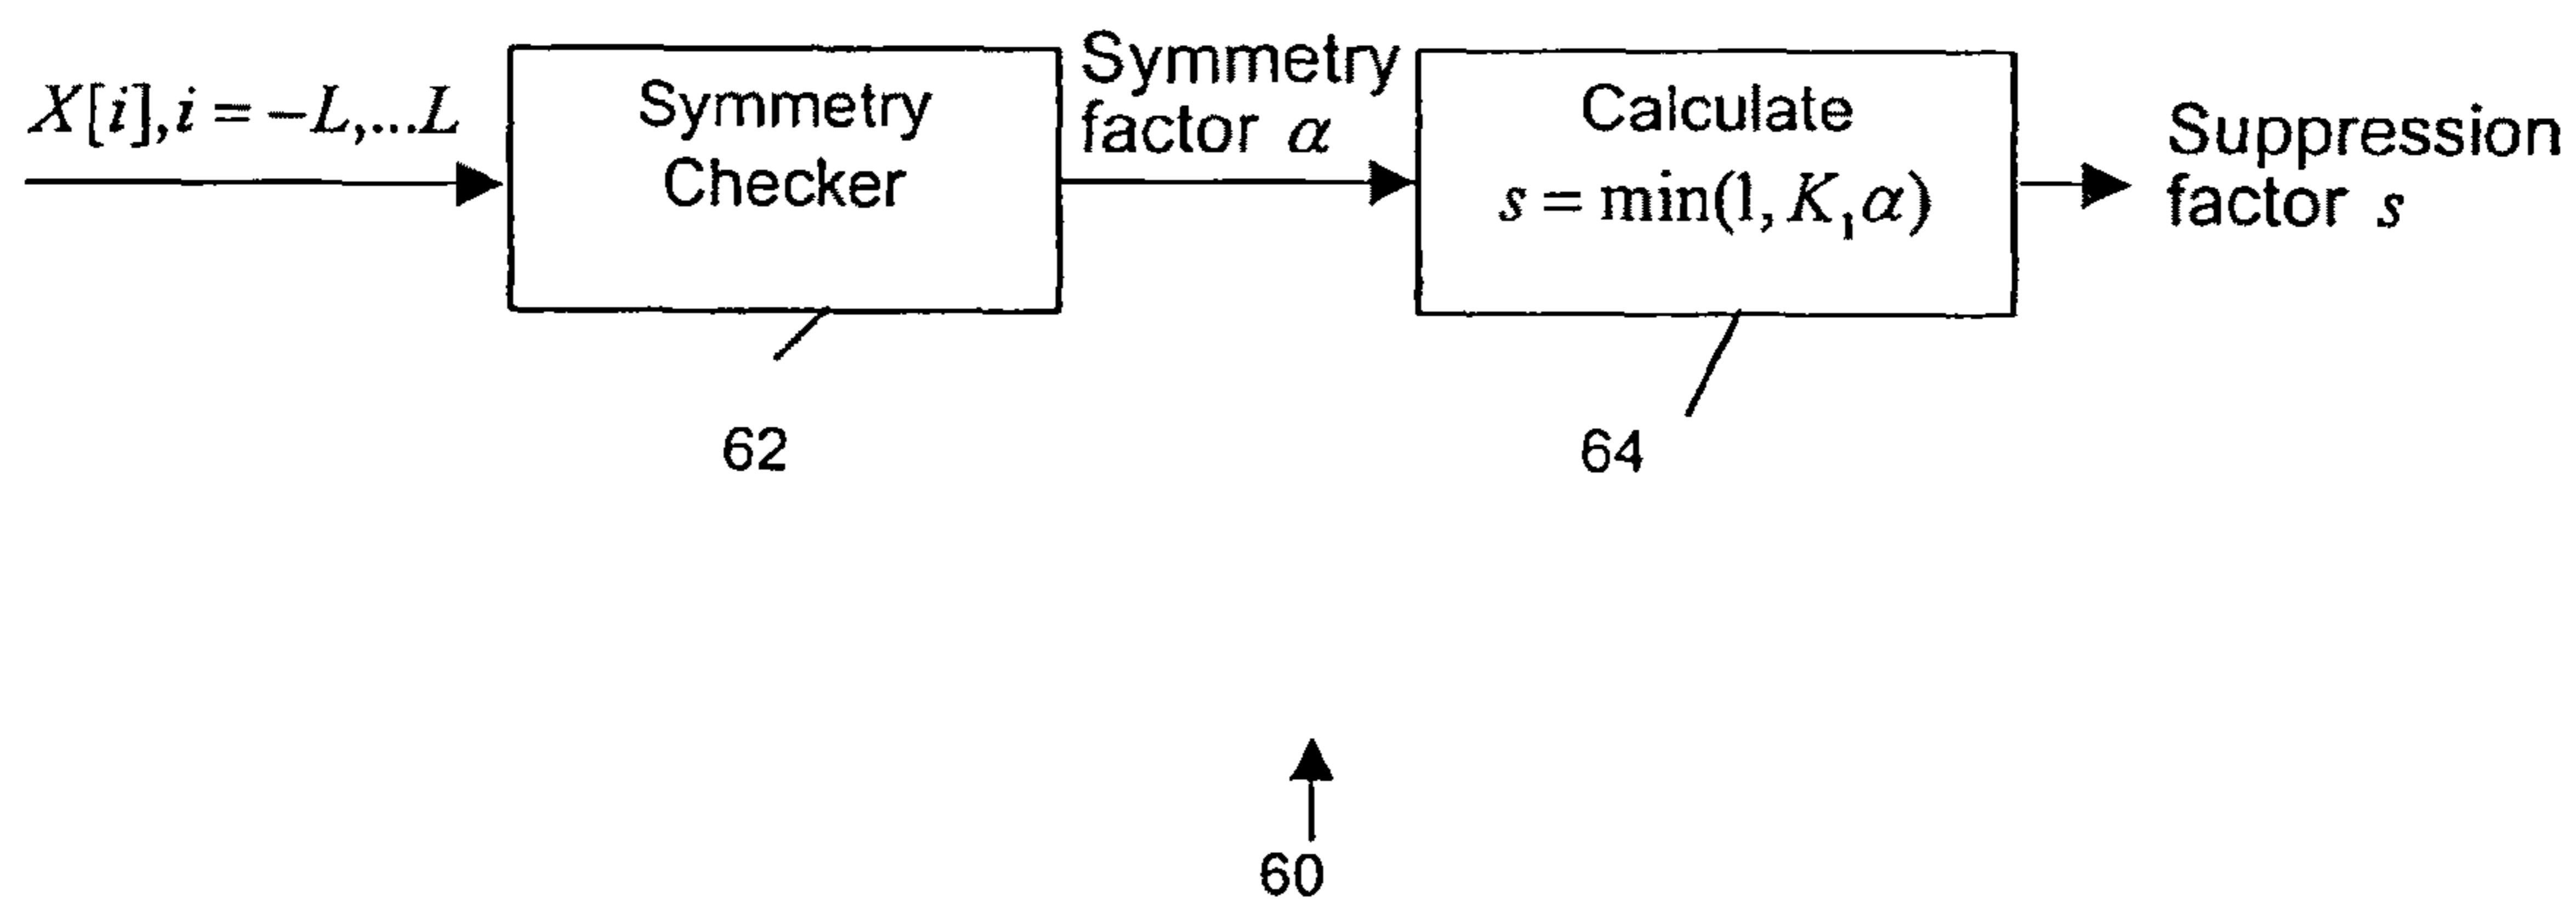 X[i], i = −L,...L
Symmetry
Checker
Symmetry
factor α
Calculate
s = min(1, K₁α)
Suppression
factor s
62
64
60